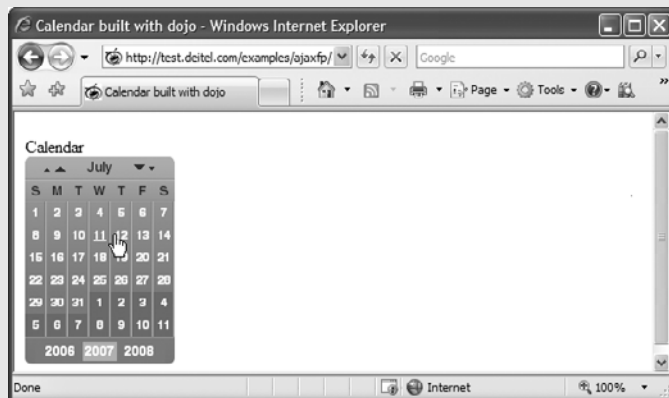 Calendar built with dojo - Windows Internet Explorer
http://test.deitel.com/examples/ajaxfp/
Google
Calendar built with dojo
Page
Tools
»
Calendar
July
S M T W T F S
1 2 3 4 5 6 7
8 9 10 11 12 13 14
15 16 17 18 19 20 21
22 23 24 25 26 27 28
29 30 31 1 2 3 4
5 6 7 8 9 10 11
2006 2007 2008
Done
Internet
100%